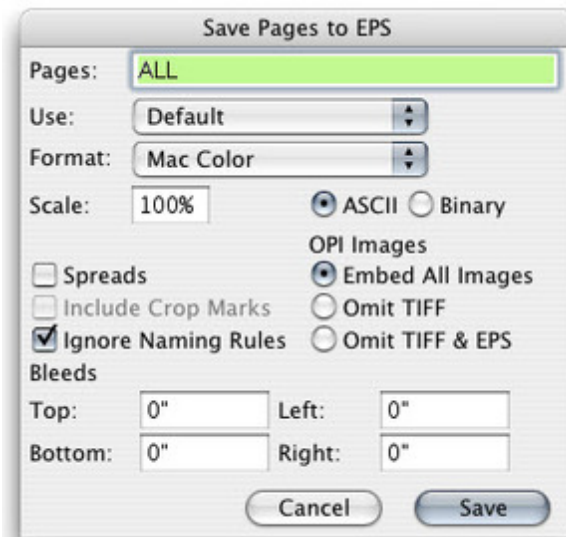 Save Pages to EPS
Pages: ALL
Use: Default
Format: Mac Color
Scale: 100% ASCII Binary
OPI Images
Spreads Embed All Images
Include Crop Marks Omit TIFF
Ignore Naming Rules Omit TIFF & EPS
Bleeds
Top: 0" Left: 0"
Bottom: 0" Right: 0"
Cancel Save